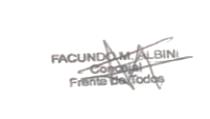 FACUNDO M. ALBINI
Concejal
Frente de Todos